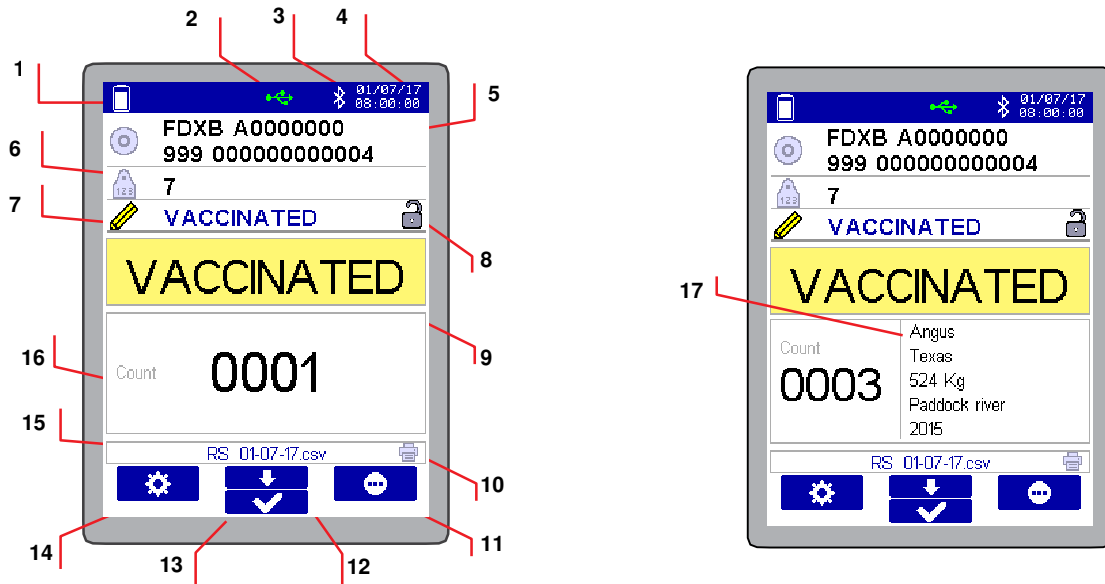 2
3
4
1
5
6
7
8
9
16
15
10
14
13
12
11
01/07/17
08:00:00
FDXB A0000000
999 000000000004
123
7
VACCINATED
VACCINATED
Count
0001
RS 01-07-17.csv
17
01/07/17
08:00:00
FDXB A0000000
999 000000000004
123
7
VACCINATED
VACCINATED
Count
0003
Angus
Texas
524 Kg
Paddock river
2015
RS 01-07-17.csv